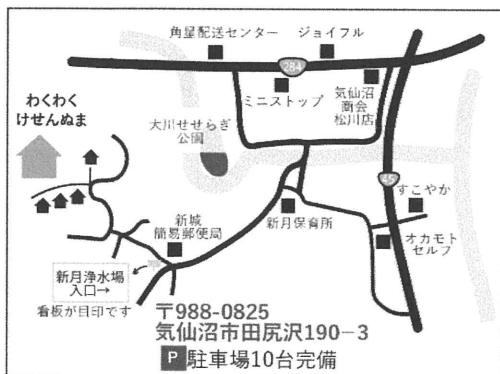 角星配送センター
ジョイフル
284
ミニストップ
気仙沼
商会
松川店
わくわく
けせんぬま
大川せせらぎ
公園
45
すこやか
新城
簡易郵便局
新月保育所
オカモト
セルフ
新月浄水場
入口→
看板が目印です
〒988-0825
気仙沼市田尻沢190−3
P 駐車場10台完備